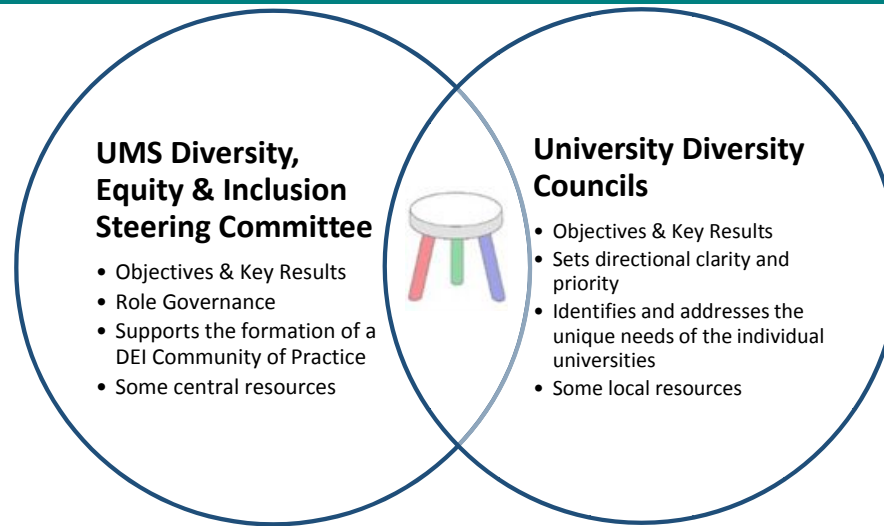 UMS Diversity,
Equity & Inclusion
Steering Committee
• Objectives & Key Results
• Role Governance
• Supports the formation of a
DEI Community of Practice
• Some central resources
University Diversity
Councils
• Objectives & Key Results
• Sets directional clarity and
priority
• Identifies and addresses the
unique needs of the individual
universities
• Some local resources